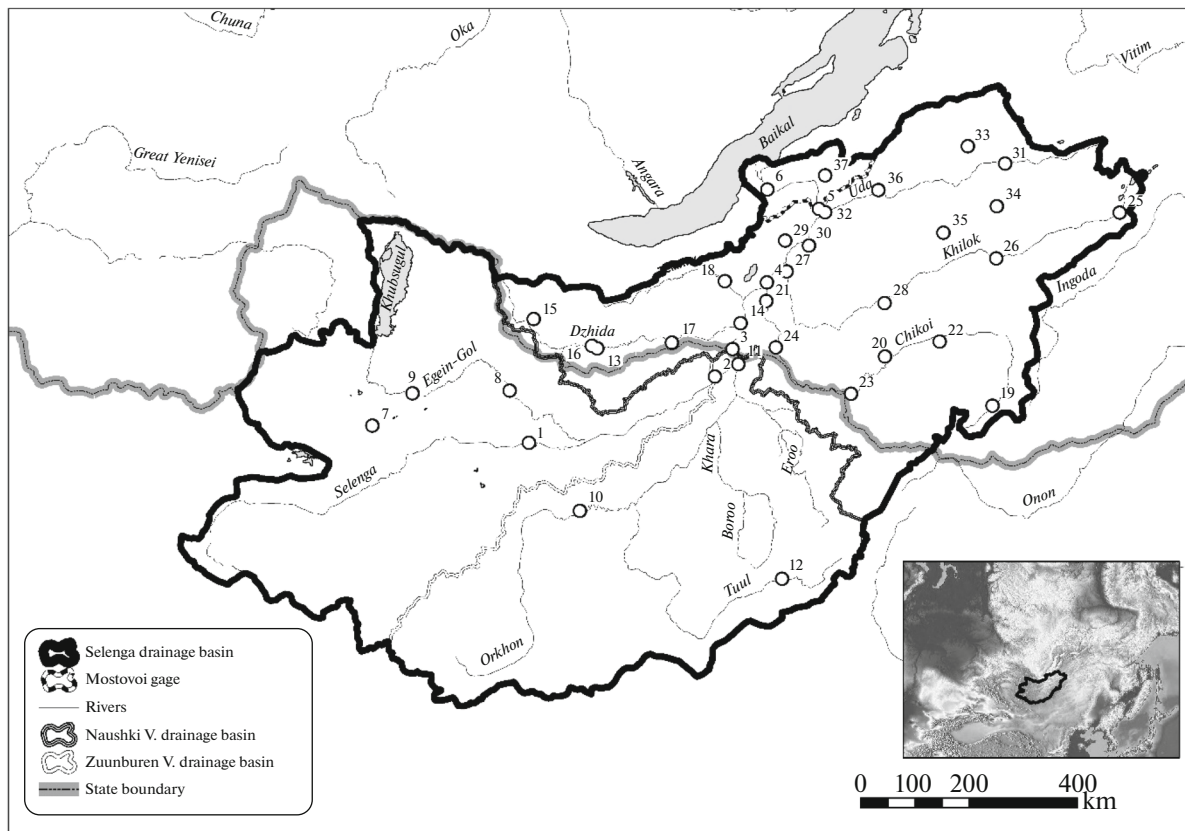 Chuna
Oka
Vitim
Great Yenisei
Angara
Baikal
33
31
37
6
36
Uda
5
32
34
25
29
30
35
Khilok
26
27
Ingoda
Khubsugul
18
4
21
28
15
14
Dzhida
17
3
24
Chikoi
22
16
13
11
20
2
Egein-Gol
9
8
23
19
7
1
Khara
Eroo
Selenga
10
Onon
Boroo
12
Tuul
Orkhon
Selenga drainage basin
Mostovoi gage
Rivers
Naushki V. drainage basin
Zuunburen V. drainage basin
State boundary
0 100 200 400
km